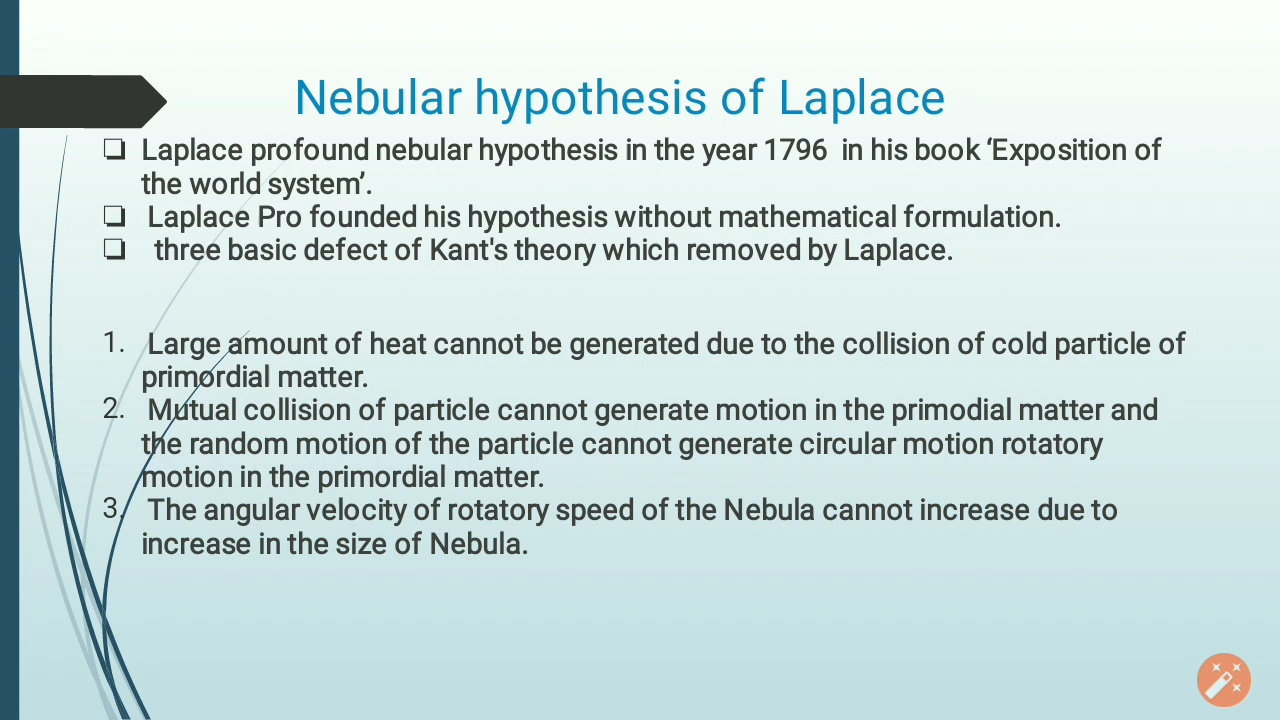 Nebular hypothesis of Laplace
❏ Laplace profound nebular hypothesis in the year 1796 in his book ‘Exposition of
the world system’.
❏ Laplace Pro founded his hypothesis without mathematical formulation.
❏ three basic defect of Kant's theory which removed by Laplace.
1. Large amount of heat cannot be generated due to the collision of cold particle of
primordial matter.
2. Mutual collision of particle cannot generate motion in the primodial matter and
the random motion of the particle cannot generate circular motion rotatory
motion in the primordial matter.
3. The angular velocity of rotatory speed of the Nebula cannot increase due to
increase in the size of Nebula.